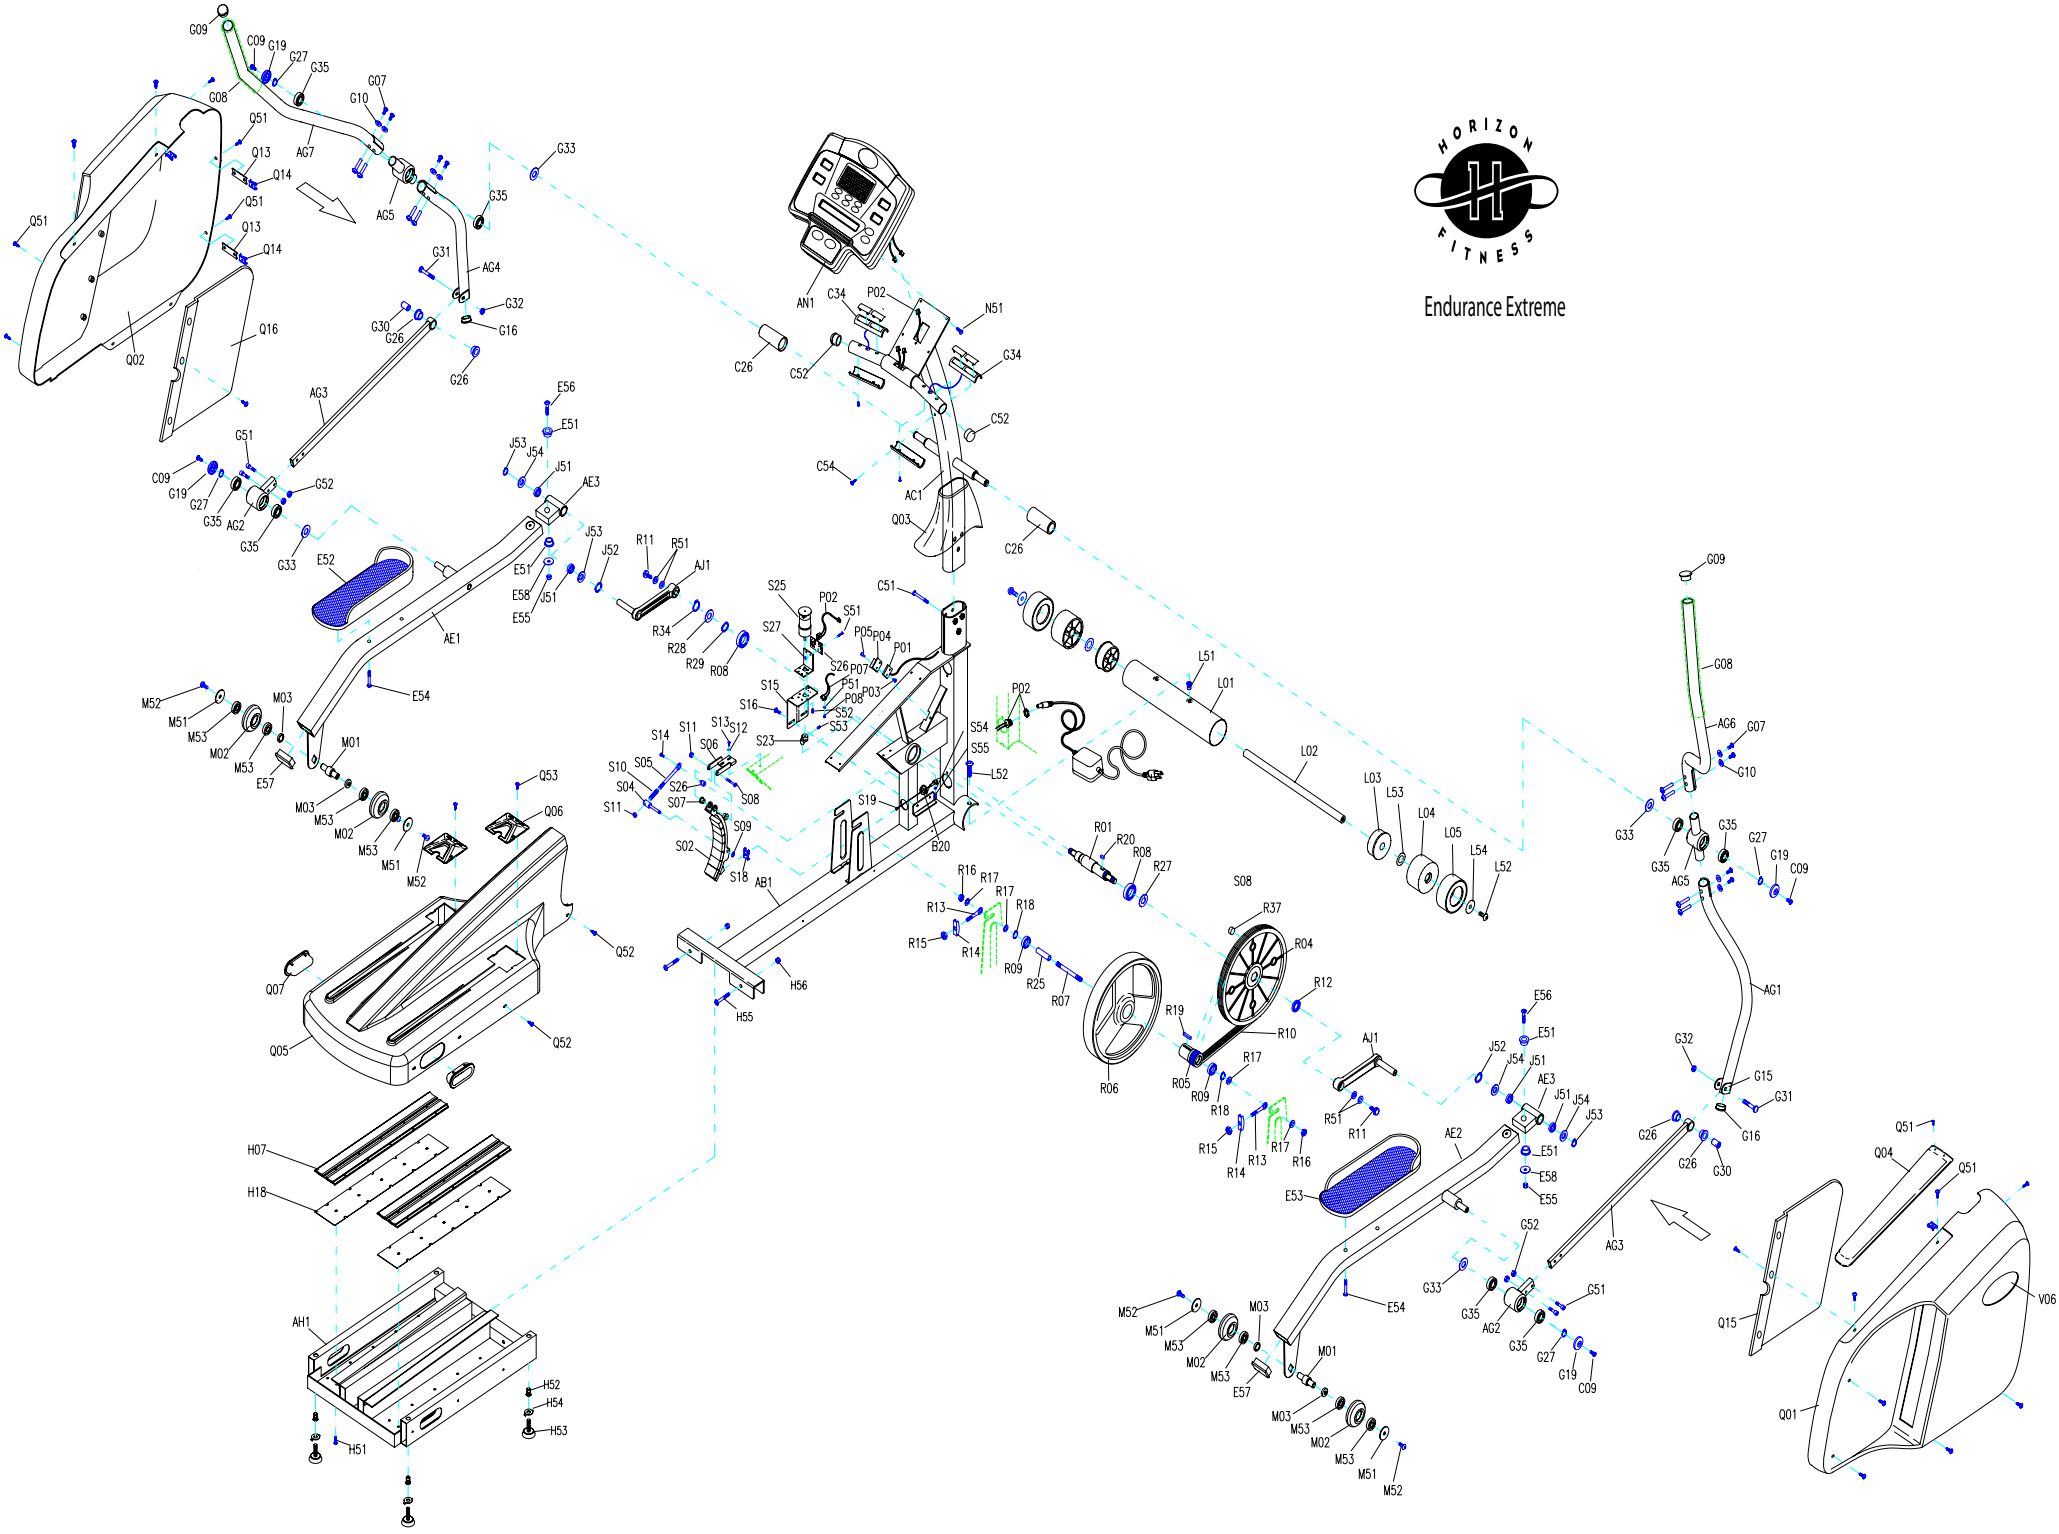 HORIZON
FITNESS
Endurance Extreme
G09
C09
G19
G27
G35
G08
G07
G10
AG7
Q51
Q13
Q14
G33
AG5
G35
Q51
Q51
Q13
Q14
G31
AG4
G32
G30
G26
G16
Q16
Q02
G26
AG3
AN1
C34
P02
N51
C26
C52
G34
C52
C54
AC1
Q03
C26
E56
E51
J53
J54
J51
AE3
G51
C09
G19
G27
G35
AG2
G35
G52
G33
E52
E51
E58
E55
J51
J53
J52
R11
R51
AJ1
R34
R28
R29
R08
AE1
E54
S25
P02
S51
S27
P05
P04
P01
S26
P07
S15
P51
P03
S16
P08
S52
S53
S23
C51
L51
L01
P02
S54
S55
L52
L02
L03
L53
L04
L05
L54
L52
M52
M51
M53
M02
M53
M03
E57
M01
M03
M53
M02
M53
M51
M52
S14
S11
S13
S12
S06
S05
S10
S04
S26
S07
S08
S11
S02
S09
S18
S19
B20
AB1
Q53
Q06
Q52
Q07
Q05
Q52
H56
H55
R01
R20
R08
R27
R16
R17
R17
R18
R13
R15
R14
R09
R25
R07
S08
R37
R04
R12
R19
R10
R06
R05
R09
R18
R17
R15
R14
R13
R17
R16
AJ1
R51
R11
G09
G08
AG6
G07
G10
G33
G35
AG5
G35
G27
G19
C09
AG1
G32
G15
G31
G16
G26
G26
G30
E56
E51
J52
J54
J51
AE3
J51
J54
J53
AE2
E51
E58
E55
E53
G52
G33
G35
AG2
G51
G35
G27
G19
C09
AG3
E54
M52
M51
M53
M02
M53
M03
E57
M01
M03
M53
M02
M53
M51
M52
Q51
Q04
Q51
Q15
Q01
V06
H07
H18
AH1
H52
H54
H53
H51